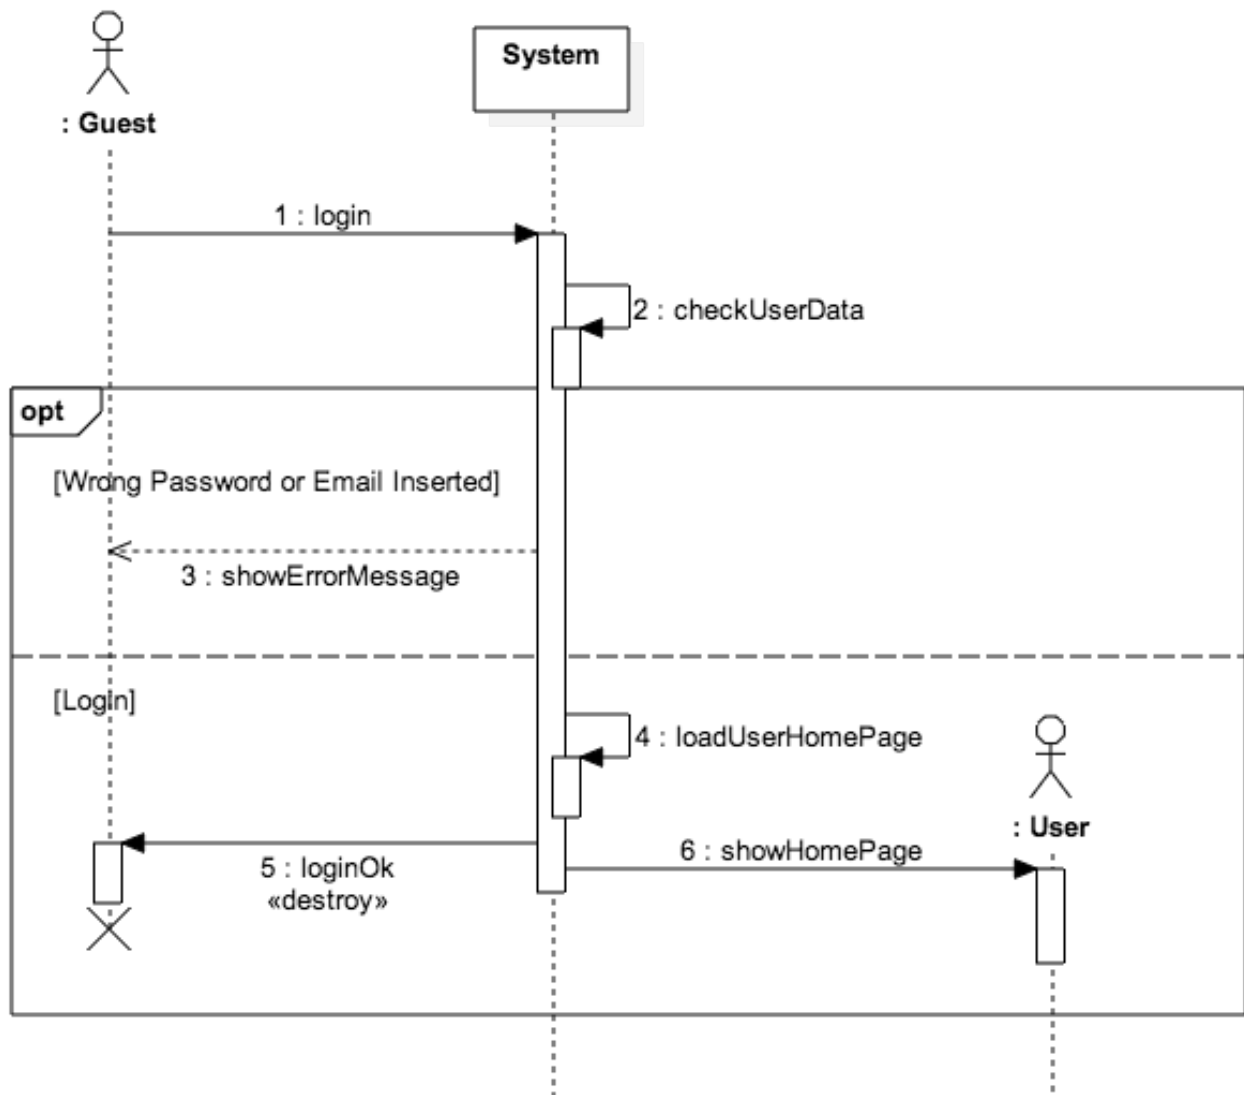 System
: Guest
1 : login
2 : checkUserData
opt
[Wrong Password or Email Inserted]
3 : showErrorMessage
[Login]
4 : loadUserHomePage
: User
6 : showHomePage
5 : loginOk
«destroy»